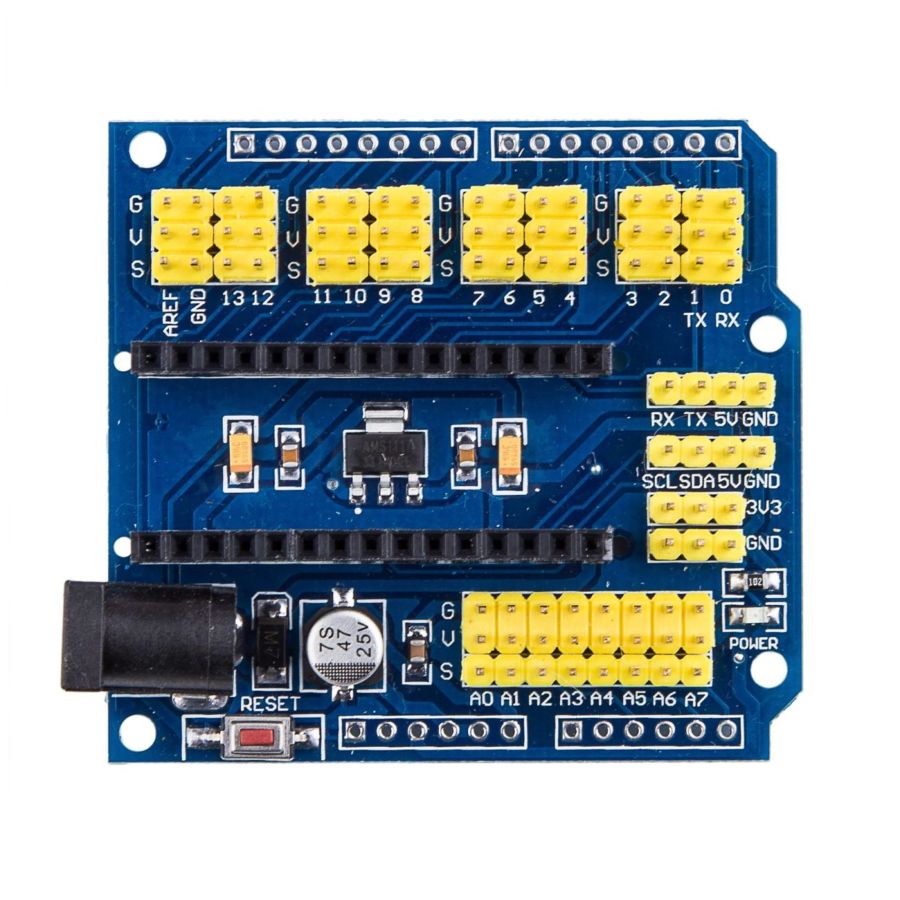 G G G G
V V V V
S S S S
AREF GND 13 12 11 10 9 8 7 6 5 4 3 2 1 0
TX RX
RX TX 5V GND
SCL SDA 5V GND
3V3
GND
102
POWER
G
V
S
A0 A1 A2 A3 A4 A5 A6 A7
7S
47
25V
M7
RESET